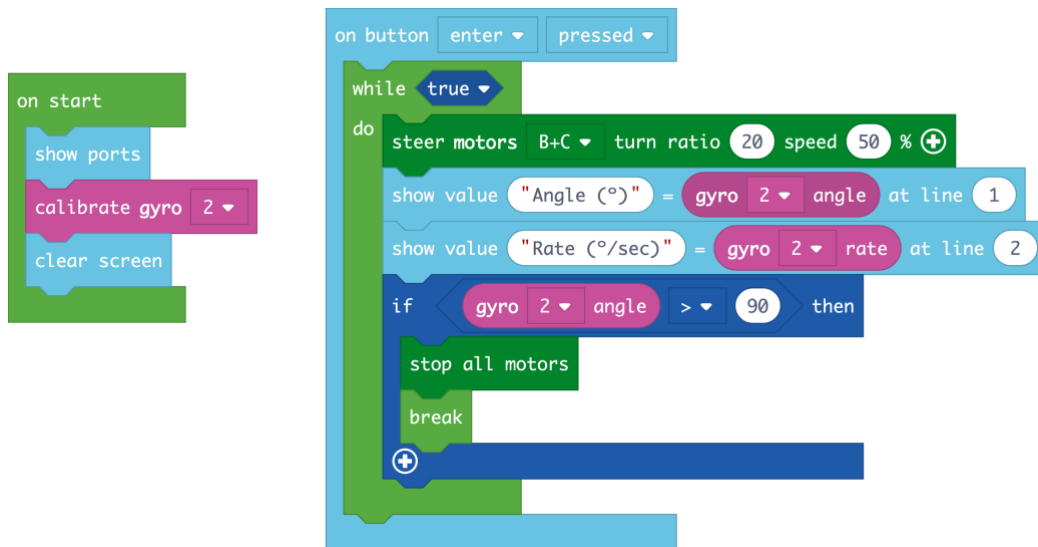 on start
show ports
calibrate gyro 2
clear screen
on button enter pressed
while true
do
steer motors B+C turn ratio 20 speed 50 %
show value "Angle (º)" = gyro 2 angle at line 1
show value "Rate (º/sec)" = gyro 2 rate at line 2
if gyro 2 angle > 90 then
stop all motors
break